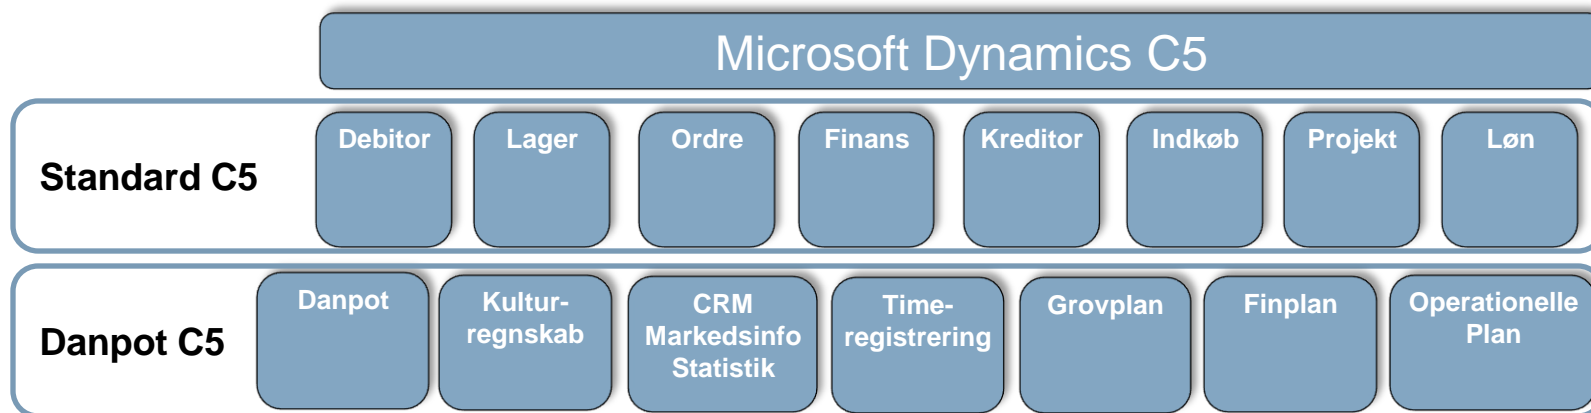 Microsoft Dynamics C5
Standard C5
Debitor
Lager
Ordre
Finans
Kreditor
Indkøb
Projekt
Løn
Danpot C5
Danpot
Kultur-
regnskab
CRM
Markedsinfo
Statistik
Time-
registrering
Grovplan
Finplan
Operationelle
Plan